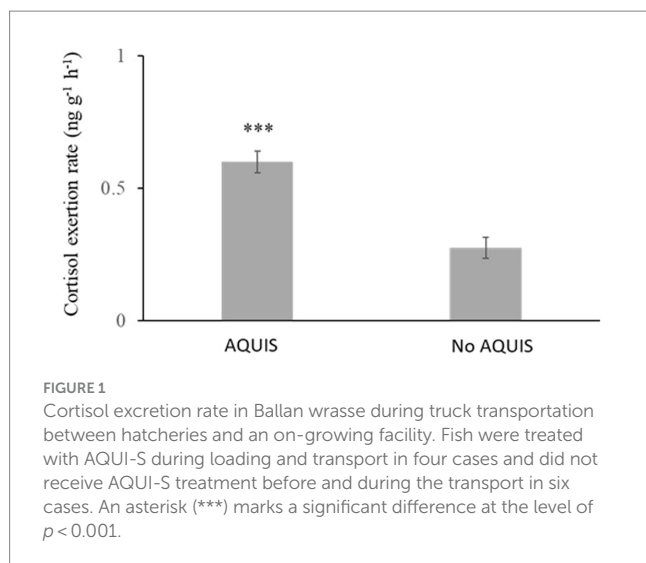 1
***
0.5
0
Cortisol exertion rate (ng g⁻¹ h⁻¹)
AQUIS No AQUIS
FIGURE 1
Cortisol excretion rate in Ballan wrasse during truck transportation
between hatcheries and an on-growing facility. Fish were treated
with AQUI-S during loading and transport in four cases and did not
receive AQUI-S treatment before and during the transport in six
cases. An asterisk (***) marks a significant difference at the level of
p < 0.001.